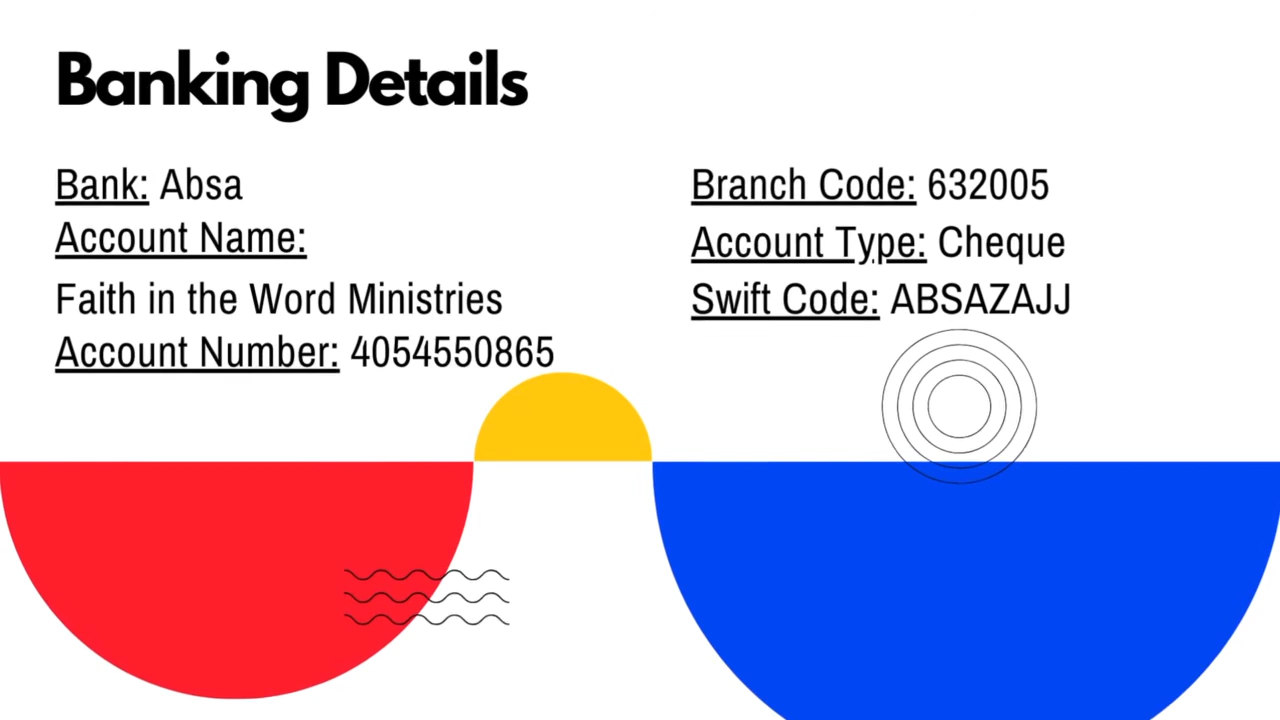 Banking Details
Bank: Absa
Account Name:
Faith in the Word Ministries
Account Number: 4054550865
Branch Code: 632005
Account Type: Cheque
Swift Code: ABSAZAJJ